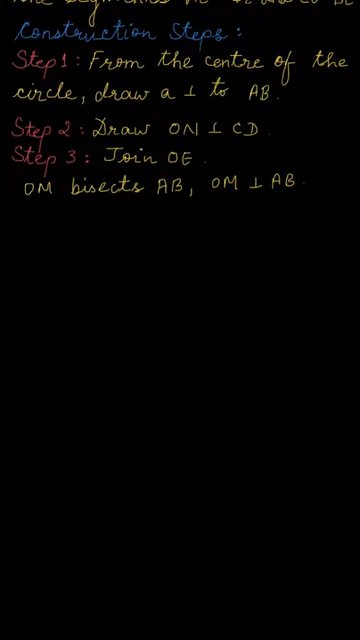 Construction Steps:
Step 1: From the centre of the
circle, draw a ⊥ to AB.
Step 2: Draw ON ⊥ CD.
Step 3: Join OE.
OM bisects AB, OM ⊥ AB.